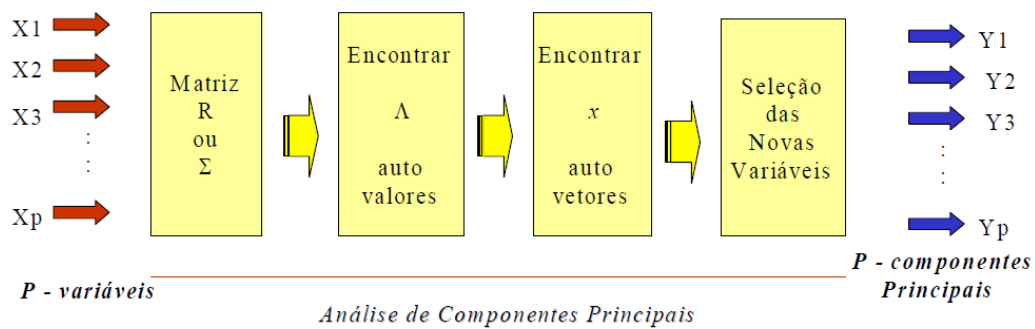 X1
X2
X3
Xp
P - variáveis
Matriz
R
ou
Σ
Encontrar
Λ
auto
valores
Encontrar
x
auto
vetores
Seleção
das
Novas
Variáveis
Y1
Y2
Y3
Yp
P - componentes
Principais
Análise de Componentes Principais